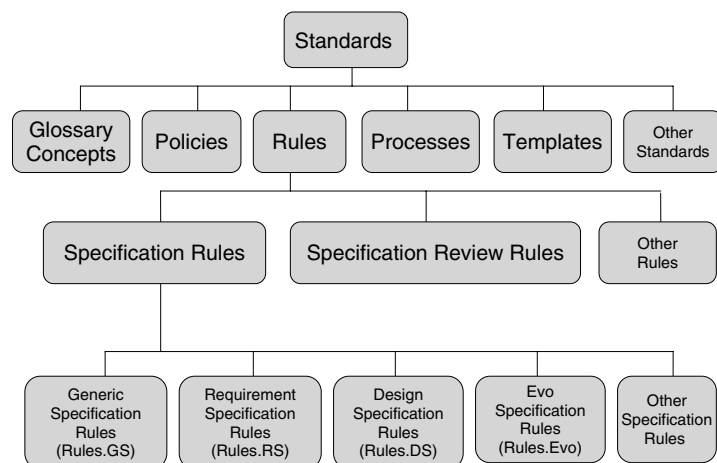 Standards
Glossary
Concepts
Policies
Rules
Processes
Templates
Other
Standards
Specification Rules
Specification Review Rules
Other
Rules
Generic
Specification
Rules
(Rules.GS)
Requirement
Specification
Rules
(Rules.RS)
Design
Specification
Rules
(Rules.DS)
Evo
Specification
Rules
(Rules.Evo)
Other
Specification
Rules